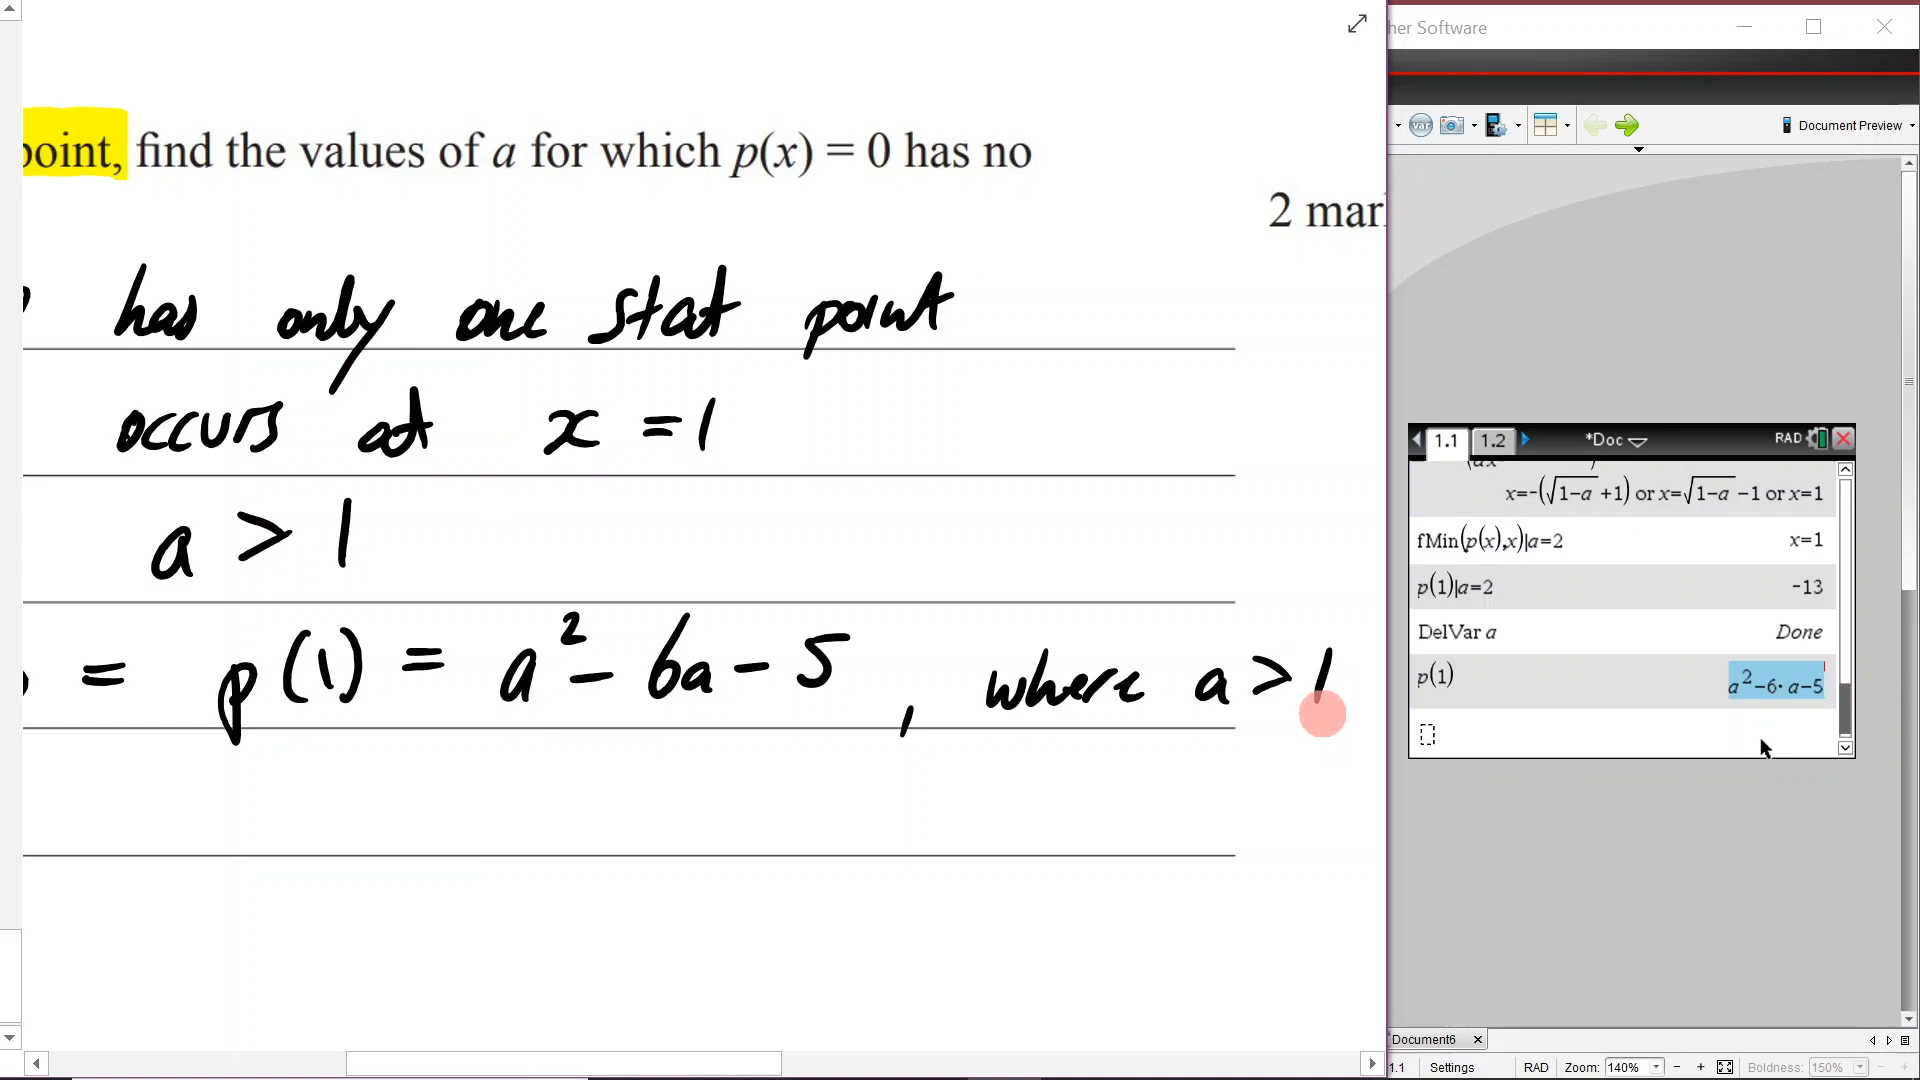 her Software
Document Preview
point, find the values of a for which p(x) = 0 has no
2 mar
has only one stat point
occurs at x = 1
a > 1
= p(1) = a² - 6a - 5, where a > 1
1.1 1.2 *Doc RAD
x=-(√1-a +1) or x=√1-a -1 or x=1
fMin(p(x),x)|a=2 x=1
p(1)|a=2 -13
DelVar a Done
p(1) a²-6·a-5
Document6
1.1 Settings RAD Zoom: 140% Boldness: 150%